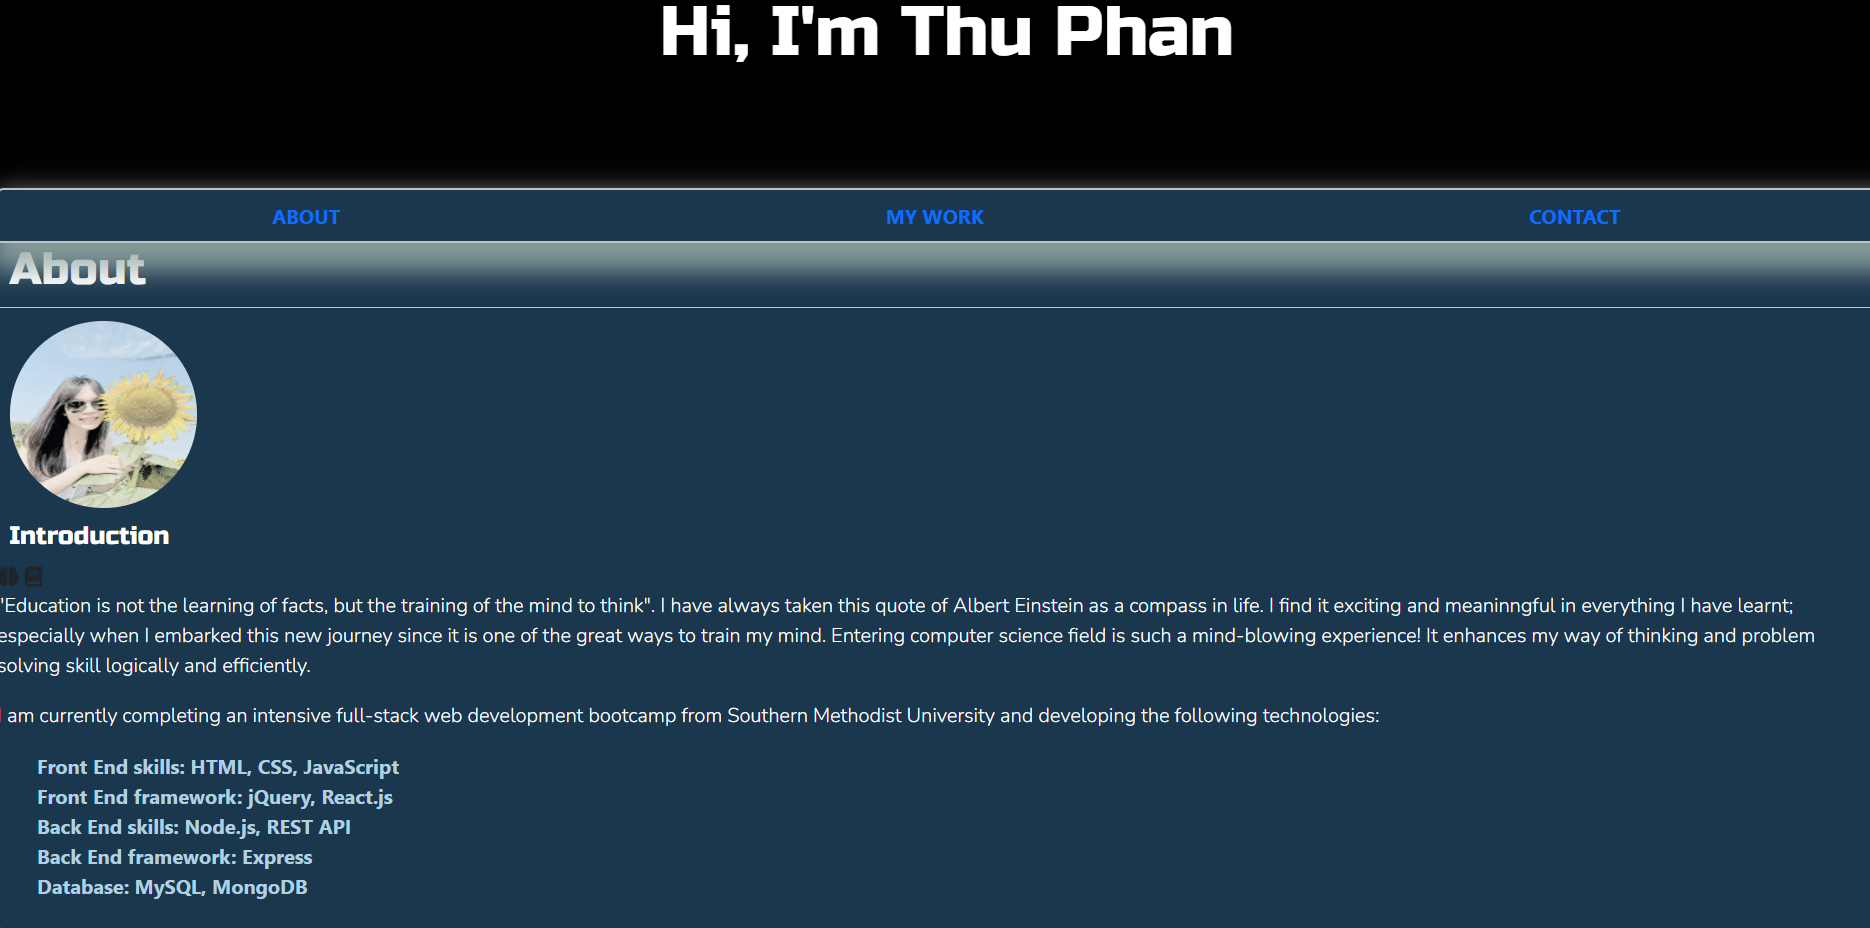 Hi, I'm Thu Phan
ABOUT
MY WORK
CONTACT
About
Introduction
"Education is not the learning of facts, but the training of the mind to think". I have always taken this quote of Albert Einstein as a compass in life. I find it exciting and meaninngful in everything I have learnt;
especially when I embarked this new journey since it is one of the great ways to train my mind. Entering computer science field is such a mind-blowing experience! It enhances my way of thinking and problem
solving skill logically and efficiently.
I am currently completing an intensive full-stack web development bootcamp from Southern Methodist University and developing the following technologies:
Front End skills: HTML, CSS, JavaScript
Front End framework: jQuery, React.js
Back End skills: Node.js, REST API
Back End framework: Express
Database: MySQL, MongoDB